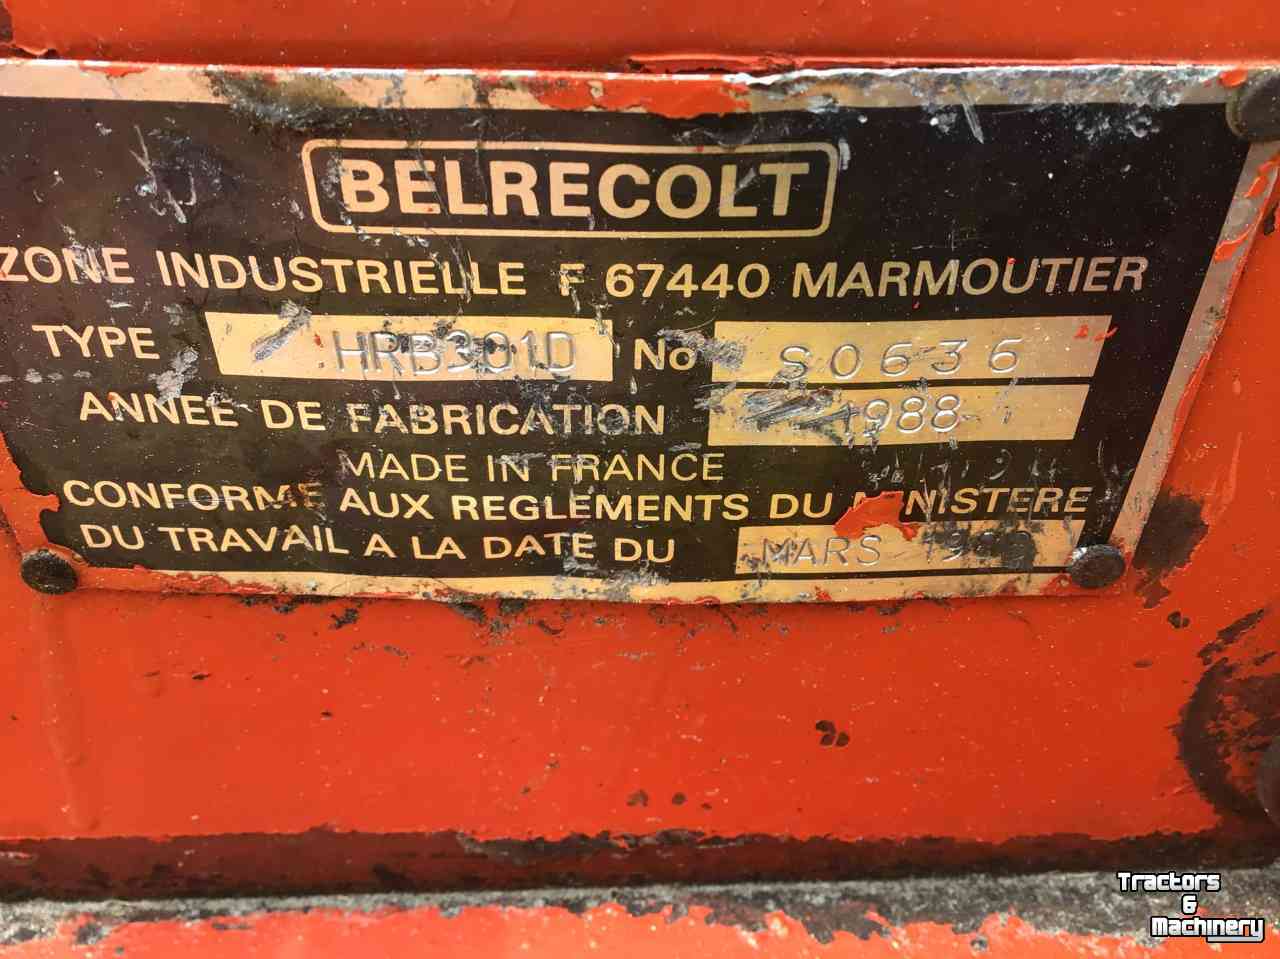 BELRECOLT
ZONE INDUSTRIELLE F 67440 MARMOUTIER
TYPE HRB301D No S0636
ANNEE DE FABRICATION 1988
MADE IN FRANCE
CONFORME AUX REGLEMENTS DU MINISTERE
DU TRAVAIL A LA DATE DU MARS
Tractors
&
Machinery